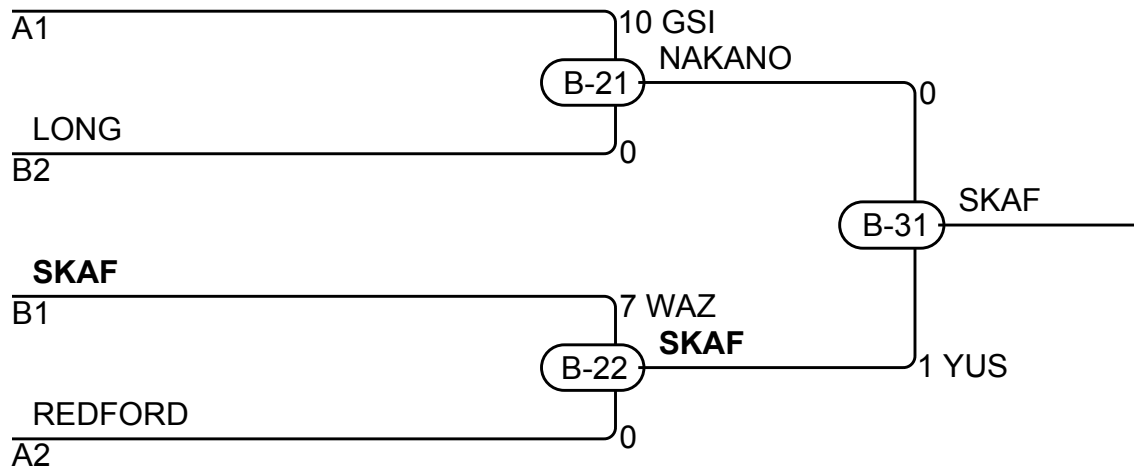 A1
10 GSI
NAKANO
B-21
0
LONG
0
B2
SKAF
B-31
SKAF
B1
7 WAZ
SKAF
B-22
1 YUS
REDFORD
0
A2